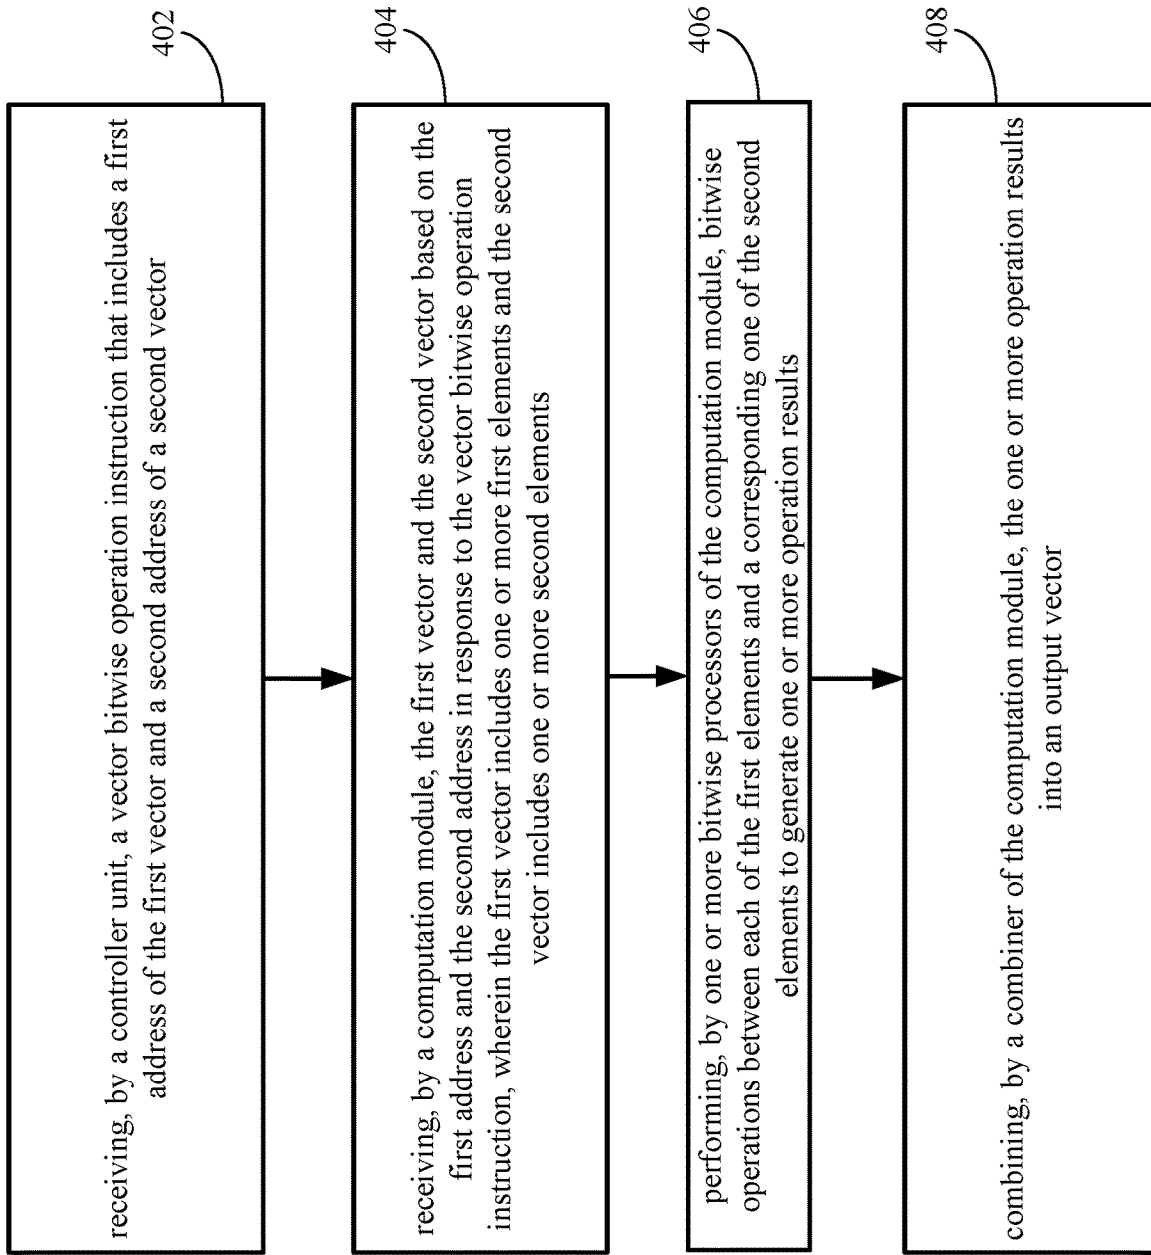 402
receiving, by a controller unit, a vector bitwise operation instruction that includes a first
address of the first vector and a second address of a second vector
404
receiving, by a computation module, the first vector and the second vector based on the
first address and the second address in response to the vector bitwise operation
instruction, wherein the first vector includes one or more first elements and the second
vector includes one or more second elements
406
performing, by one or more bitwise processors of the computation module, bitwise
operations between each of the first elements and a corresponding one of the second
elements to generate one or more operation results
408
combining, by a combiner of the computation module, the one or more operation results
into an output vector